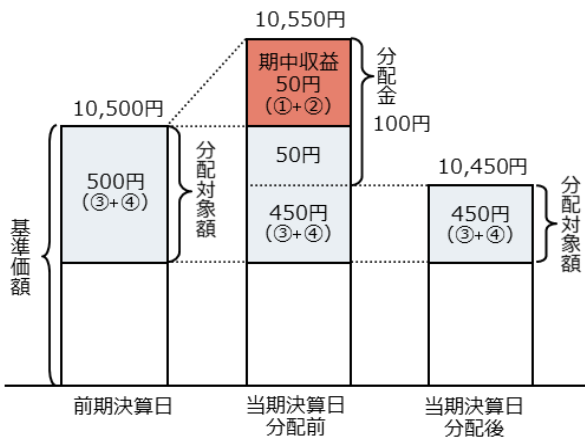 10,550円
期中収益
50円
(①+②)
分配金
100円
10,500円
50円
10,450円
500円
(③+④)
分配対象額
450円
(③+④)
450円
(③+④)
分配対象額
基準価額
前期決算日
当期決算日
分配前
当期決算日
分配後